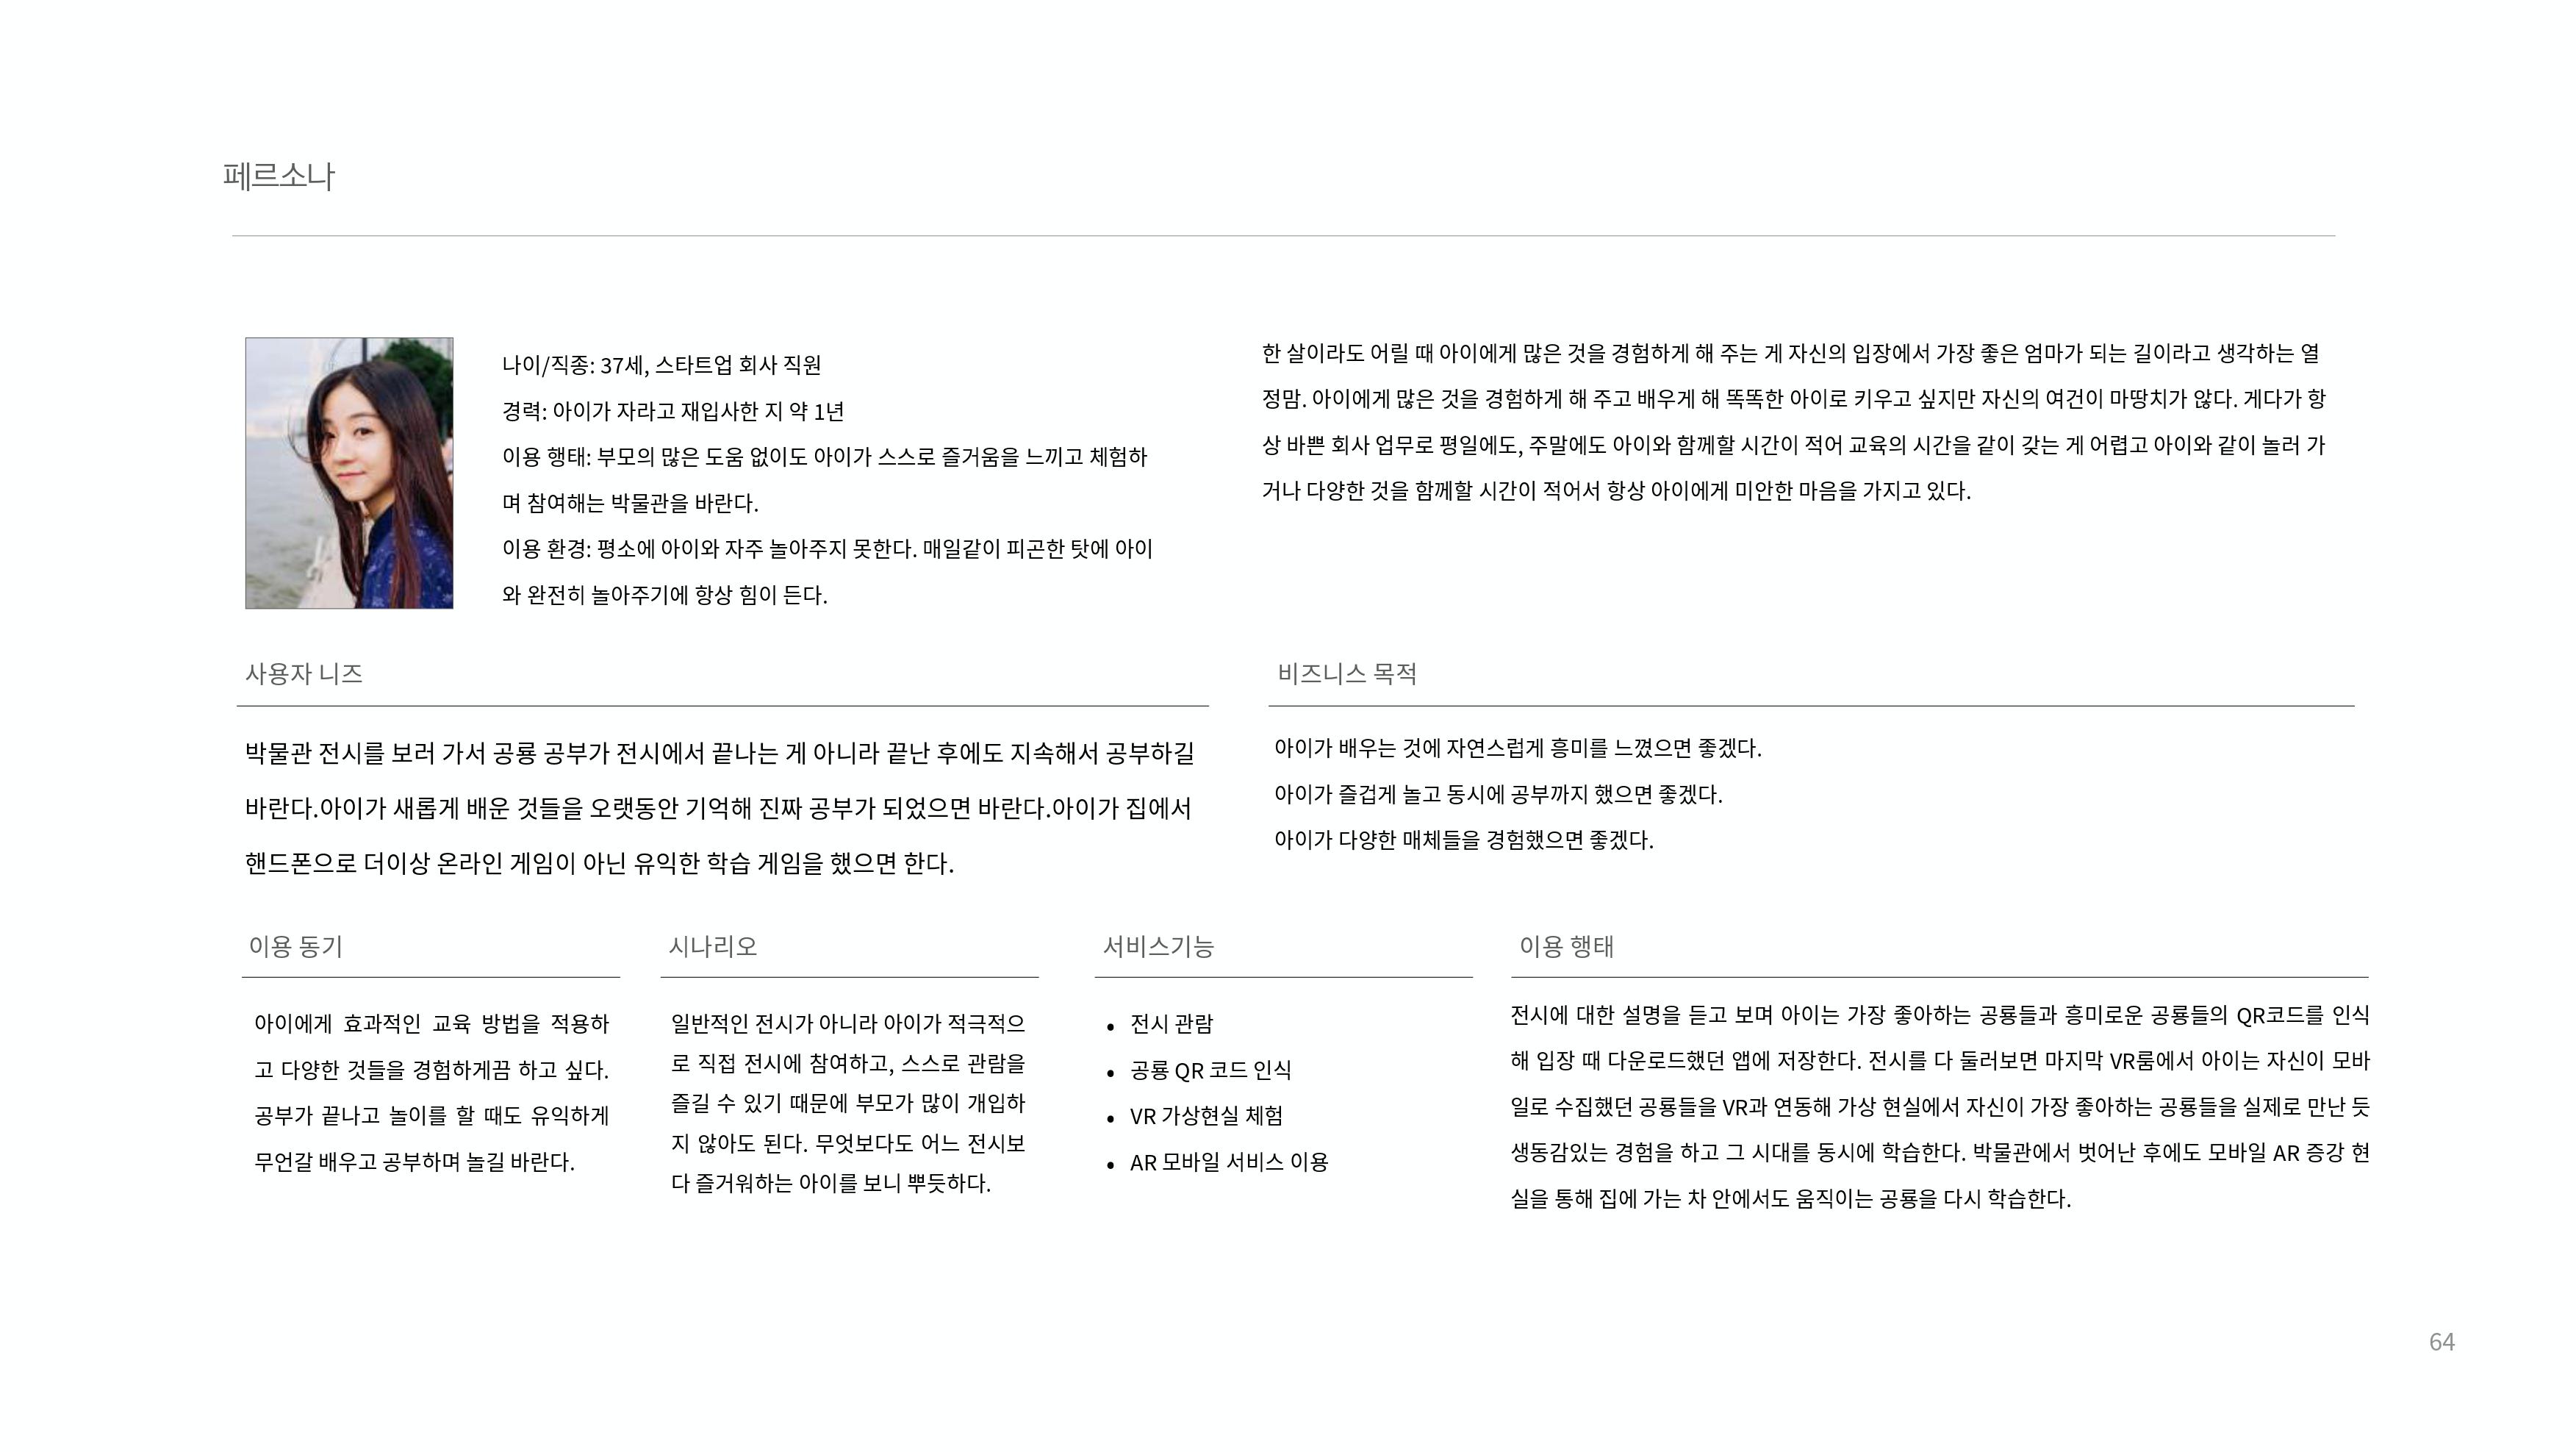 페르소나
나이/직종: 37세, 스타트업 회사 직원
경력: 아이가 자라고 재입사한 지 약 1년
이용 행태: 부모의 많은 도움 없이도 아이가 스스로 즐거움을 느끼고 체험하
며 참여해는 박물관을 바란다.
이용 환경: 평소에 아이와 자주 놀아주지 못한다. 매일같이 피곤한 탓에 아이
와 완전히 놀아주기에 항상 힘이 든다.
한 살이라도 어릴 때 아이에게 많은 것을 경험하게 해 주는 게 자신의 입장에서 가장 좋은 엄마가 되는 길이라고 생각하는 열
정맘. 아이에게 많은 것을 경험하게 해 주고 배우게 해 똑똑한 아이로 키우고 싶지만 자신의 여건이 마땅치가 않다. 게다가 항
상 바쁜 회사 업무로 평일에도, 주말에도 아이와 함께할 시간이 적어 교육의 시간을 같이 갖는 게 어렵고 아이와 같이 놀러 가
거나 다양한 것을 함께할 시간이 적어서 항상 아이에게 미안한 마음을 가지고 있다.
사용자 니즈
박물관 전시를 보러 가서 공룡 공부가 전시에서 끝나는 게 아니라 끝난 후에도 지속해서 공부하길
바란다.아이가 새롭게 배운 것들을 오랫동안 기억해 진짜 공부가 되었으면 바란다.아이가 집에서
핸드폰으로 더이상 온라인 게임이 아닌 유익한 학습 게임을 했으면 한다.
비즈니스 목적
아이가 배우는 것에 자연스럽게 흥미를 느꼈으면 좋겠다.
아이가 즐겁게 놀고 동시에 공부까지 했으면 좋겠다.
아이가 다양한 매체들을 경험했으면 좋겠다.
이용 동기
아이에게 효과적인 교육 방법을 적용하
고 다양한 것들을 경험하게끔 하고 싶다.
공부가 끝나고 놀이를 할 때도 유익하게
무언갈 배우고 공부하며 놀길 바란다.
시나리오
일반적인 전시가 아니라 아이가 적극적으
로 직접 전시에 참여하고, 스스로 관람을
즐길 수 있기 때문에 부모가 많이 개입하
지 않아도 된다. 무엇보다도 어느 전시보
다 즐거워하는 아이를 보니 뿌듯하다.
서비스기능
• 전시 관람
• 공룡 QR 코드 인식
• VR 가상현실 체험
• AR 모바일 서비스 이용
이용 행태
전시에 대한 설명을 듣고 보며 아이는 가장 좋아하는 공룡들과 흥미로운 공룡들의 QR코드를 인식
해 입장 때 다운로드했던 앱에 저장한다. 전시를 다 둘러보면 마지막 VR룸에서 아이는 자신이 모바
일로 수집했던 공룡들을 VR과 연동해 가상 현실에서 자신이 가장 좋아하는 공룡들을 실제로 만난 듯
생동감있는 경험을 하고 그 시대를 동시에 학습한다. 박물관에서 벗어난 후에도 모바일 AR 증강 현
실을 통해 집에 가는 차 안에서도 움직이는 공룡을 다시 학습한다.
64